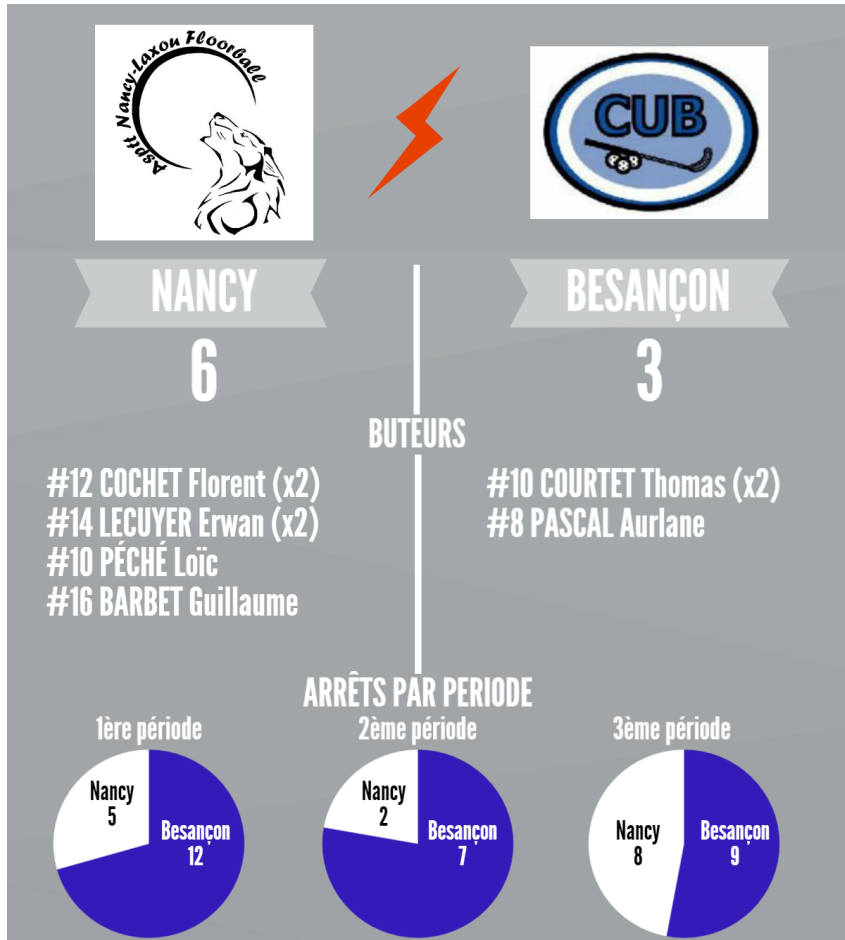 Asptt Nancy-Laxou Floorball
CUB
NANCY
BESANÇON
6
3
BUTEURS
#12 COCHET Florent (x2)
#14 LECUYER Erwan (x2)
#10 PÉCHÉ Loïc
#16 BARBET Guillaume
#10 COURTET Thomas (x2)
#8 PASCAL Aurlane
ARRÊTS PAR PERIODE
1ère période
2ème période
3ème période
Nancy
5
Besançon
12
Nancy
2
Besançon
7
Nancy
8
Besançon
9